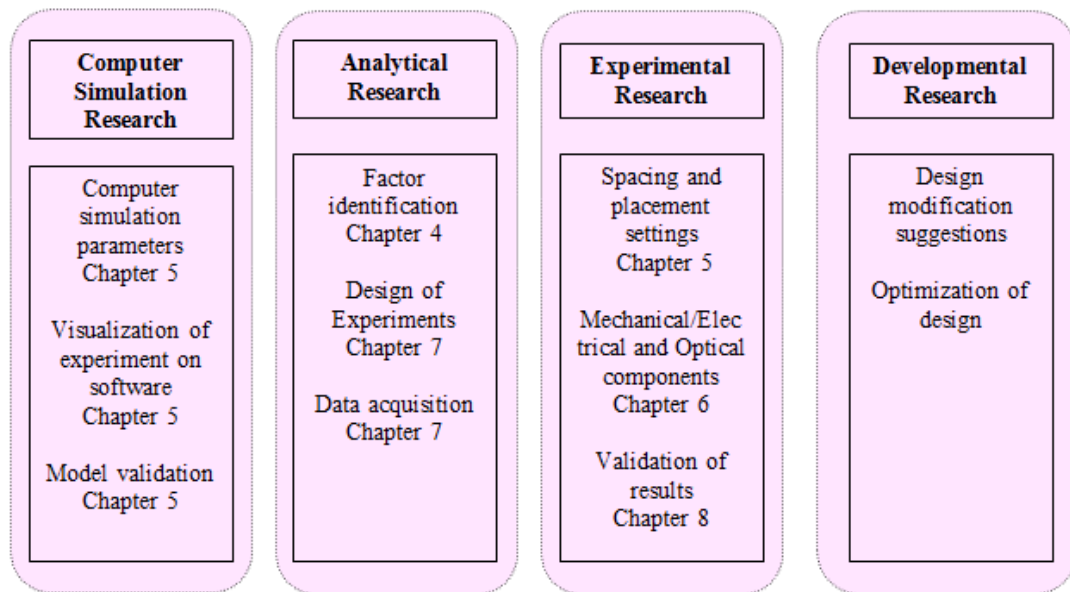 Computer
Simulation
Research
Computer
simulation
parameters
Chapter 5
Visualization of
experiment on
software
Chapter 5
Model validation
Chapter 5
Analytical
Research
Factor
identification
Chapter 4
Design of
Experiments
Chapter 7
Data acquisition
Chapter 7
Experimental
Research
Spacing and
placement
settings
Chapter 5
Mechanical/Elec
trical and Optical
components
Chapter 6
Validation of
results
Chapter 8
Developmental
Research
Design
modification
suggestions
Optimization of
design